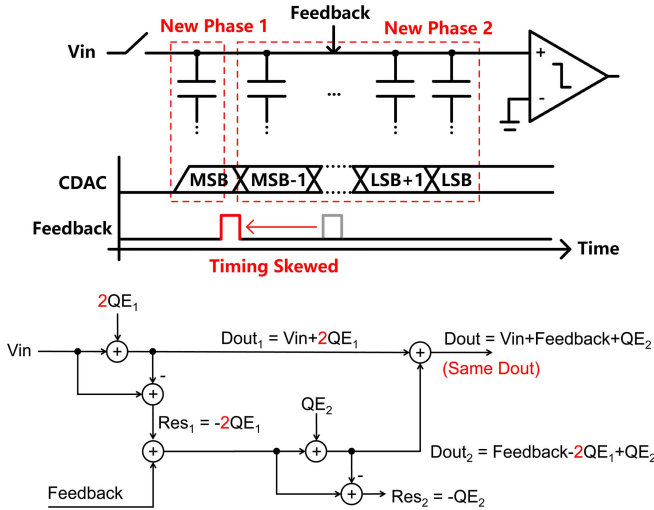 Feedback
New Phase 1
New Phase 2
Vin
+
...
-
CDAC
MSB
MSB-1
LSB+1
LSB
Feedback
Time
Timing Skewed
2QE₁
Vin
+
Dout₁ = Vin+2QE₁
+
Dout = Vin+Feedback+QE₂
(Same Dout)
-
+
Res₁ = -2QE₁
QE₂
+
+
Dout₂ = Feedback-2QE₁+QE₂
-
Feedback
+
Res₂ = -QE₂